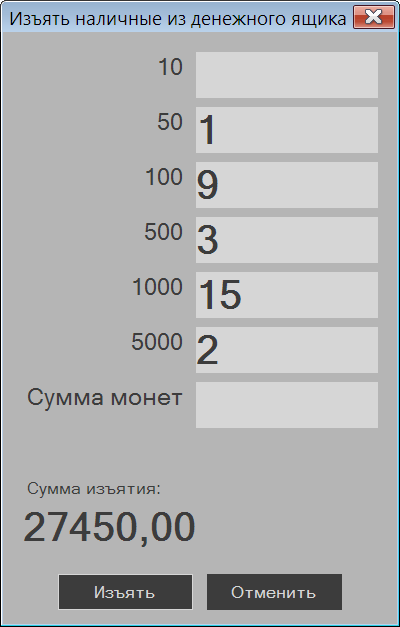 Изъять наличные из денежного ящика
10
50 1
100 9
500 3
1000 15
5000 2
Сумма монет
Сумма изъятия:
27450,00
Изъять Отменить